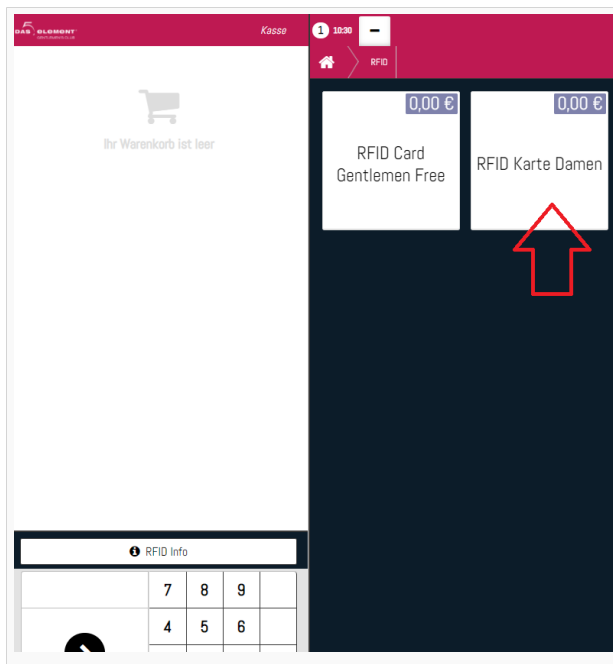 DAS 5 element
Kasse
1 10:30 –
RFID
Ihr Warenkorb ist leer
0,00 €
RFID Card
Gentlemen Free
0,00 €
RFID Karte Damen
RFID Info
7 8 9
4 5 6